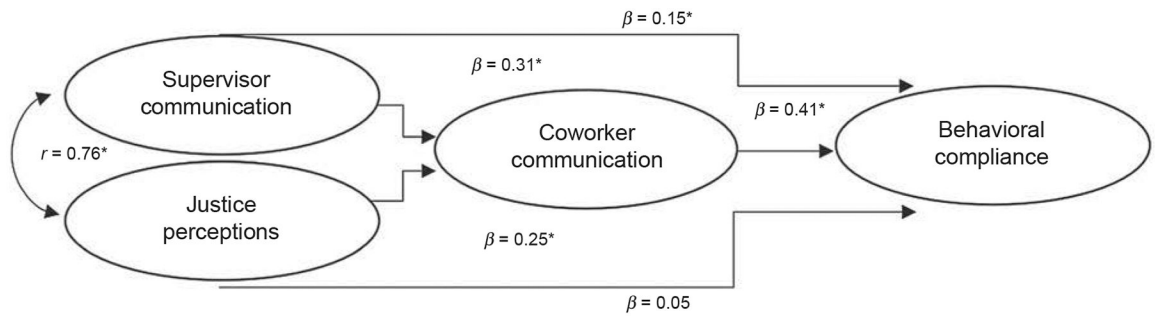 β = 0.15*
Supervisor
communication
β = 0.31*
β = 0.41*
Coworker
communication
Behavioral
compliance
r = 0.76*
Justice
perceptions
β = 0.25*
β = 0.05